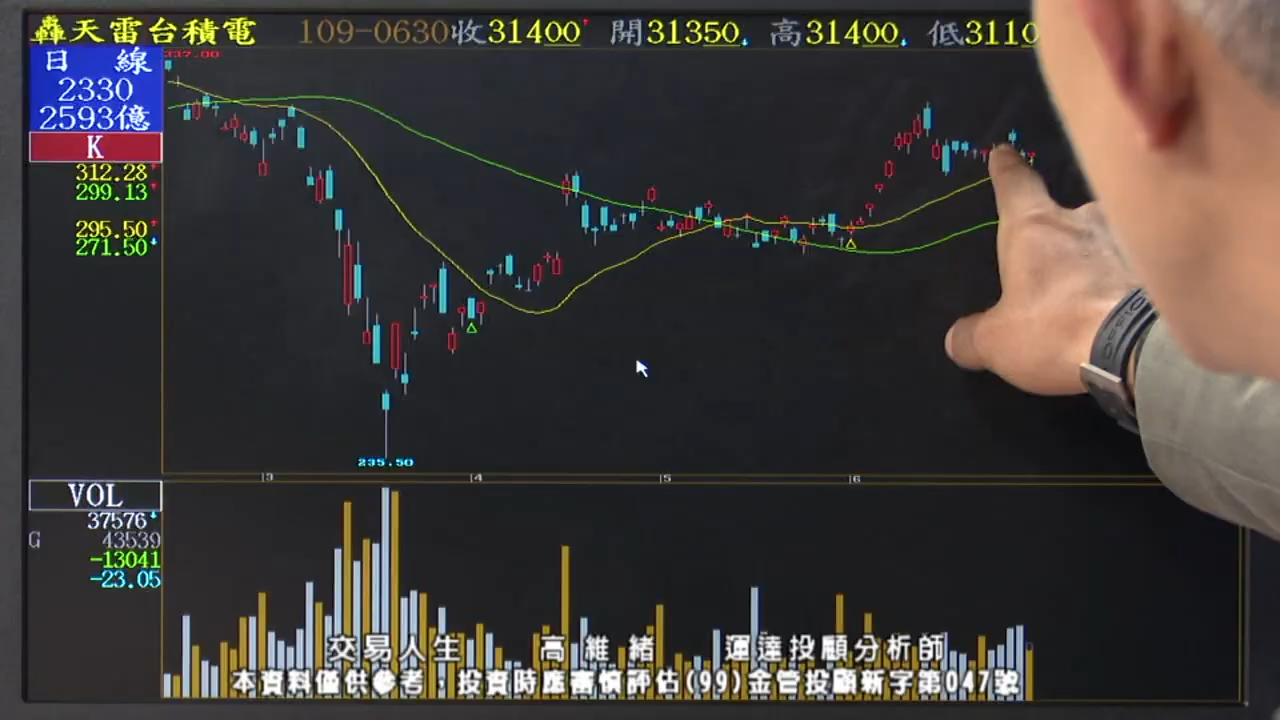 轟天雷台積電 109-0630收31400 開31350 高31400 低3110
日線
2330
2593億
K
337.00
312.28
299.13
295.50
271.50
235.50
3 4 5 6
VOL
37576
G 43539
-13041
-23.05
交易人生 高維緒 運達投顧分析師
本資料僅供參考，投資時應審慎評估(99)金管投顧新字第047號